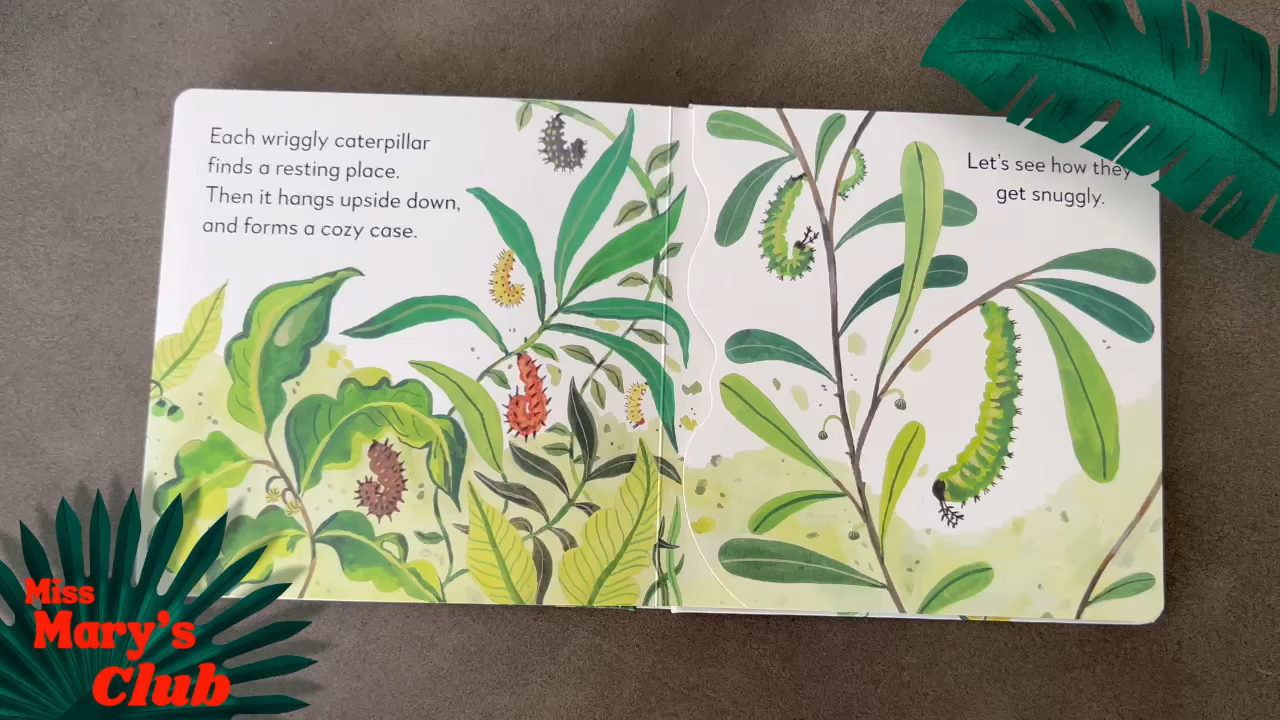 Each wriggly caterpillar
finds a resting place.
Then it hangs upside down,
and forms a cozy case.
Let's see how they
get snuggly.
Miss
Mary's
Club